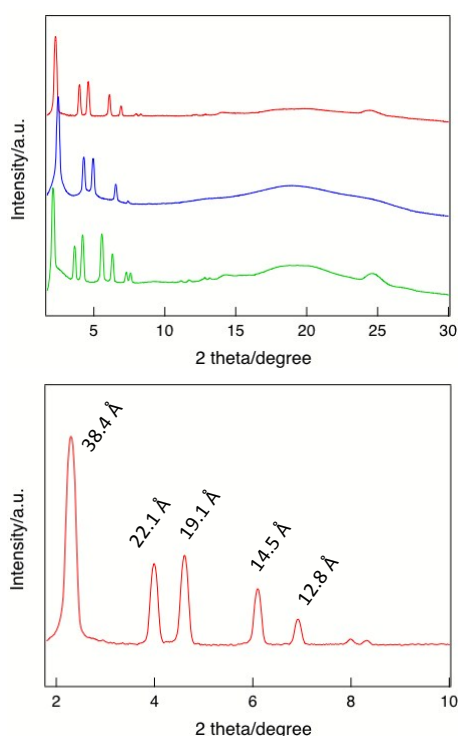 Intensity/a.u.
5 10 15 20 25 30
2 theta/degree
Intensity/a.u.
38.4 Å
22.1 Å
19.1 Å
14.5 Å
12.8 Å
2 4 6 8 10
2 theta/degree